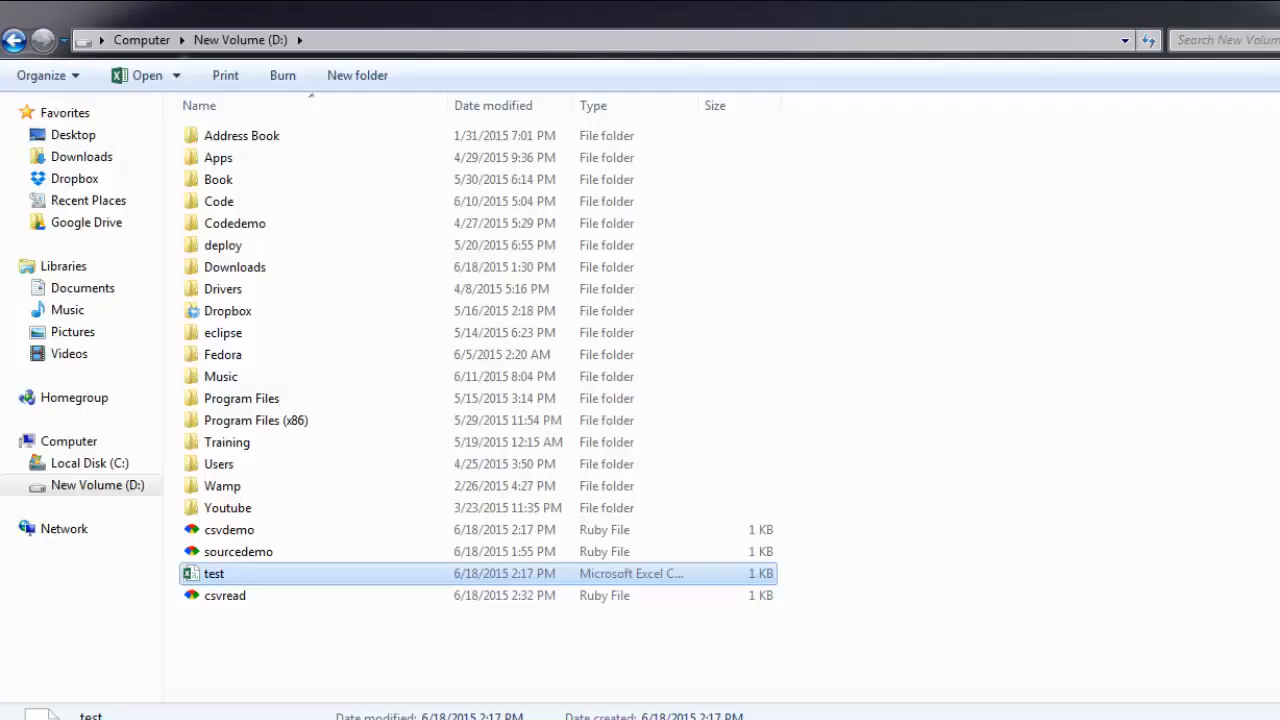 Computer New Volume (D:) Search New Volum
Organize Open Print Burn New folder
Name Date modified Type Size
Favorites
Desktop
Downloads
Dropbox
Recent Places
Google Drive
Libraries
Documents
Music
Pictures
Videos
Homegroup
Computer
Local Disk (C:)
New Volume (D:)
Network
Address Book 1/31/2015 7:01 PM File folder
Apps 4/29/2015 9:36 PM File folder
Book 5/30/2015 6:14 PM File folder
Code 6/10/2015 5:04 PM File folder
Codedemo 4/27/2015 5:29 PM File folder
deploy 5/20/2015 6:55 PM File folder
Downloads 6/18/2015 1:30 PM File folder
Drivers 4/8/2015 5:16 PM File folder
Dropbox 5/16/2015 2:18 PM File folder
eclipse 5/14/2015 6:23 PM File folder
Fedora 6/5/2015 2:20 AM File folder
Music 6/11/2015 8:04 PM File folder
Program Files 5/15/2015 3:14 PM File folder
Program Files (x86) 5/29/2015 11:54 PM File folder
Training 5/19/2015 12:15 AM File folder
Users 4/25/2015 3:50 PM File folder
Wamp 2/26/2015 4:27 PM File folder
Youtube 3/23/2015 11:35 PM File folder
csvdemo 6/18/2015 2:17 PM Ruby File 1 KB
sourcedemo 6/18/2015 1:55 PM Ruby File 1 KB
test 6/18/2015 2:17 PM Microsoft Excel C... 1 KB
csvread 6/18/2015 2:32 PM Ruby File 1 KB
test Date modified: 6/18/2015 2:17 PM Date created: 6/18/2015 2:17 PM